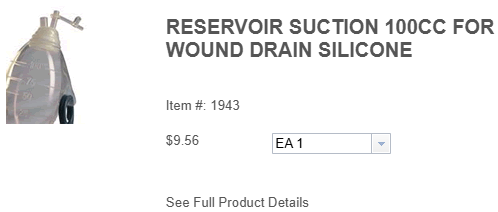 RESERVOIR SUCTION 100CC FOR
WOUND DRAIN SILICONE
Item #: 1943
$9.56
EA 1
See Full Product Details